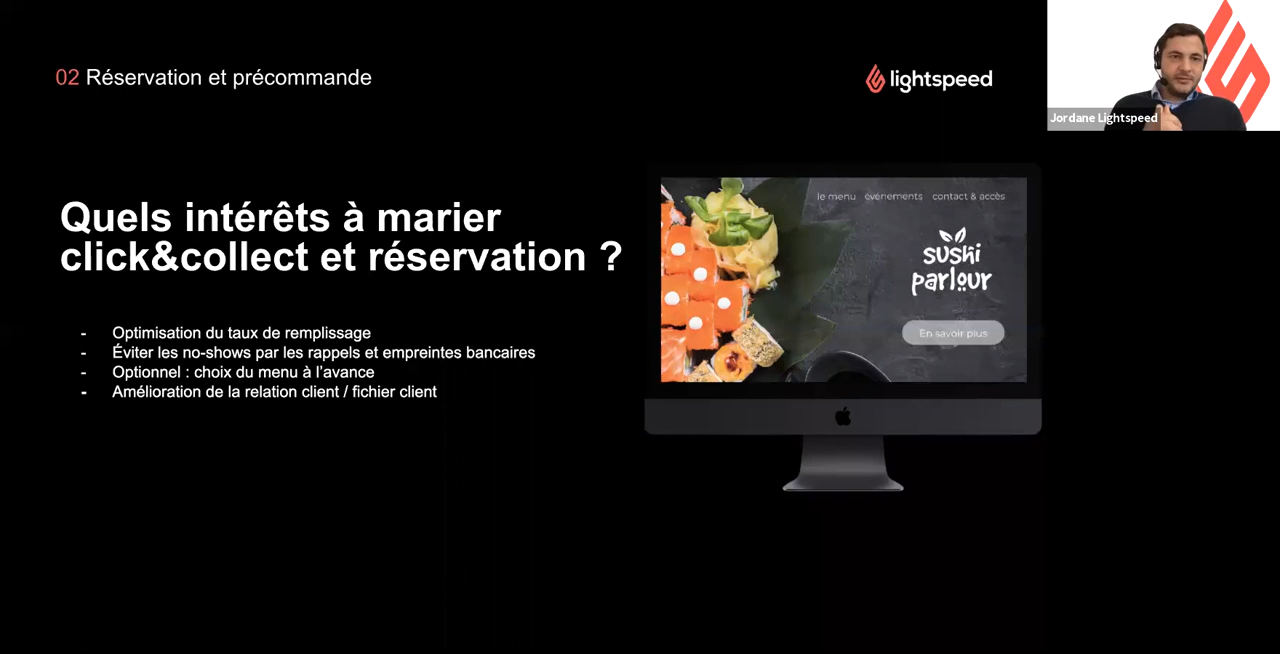 02 Réservation et précommande
lightspeed
Jordane Lightspeed
Quels intérêts à marier
click&collect et réservation ?
- Optimisation du taux de remplissage
- Éviter les no-shows par les rappels et empreintes bancaires
- Optionnel : choix du menu à l’avance
- Amélioration de la relation client / fichier client
le menu événements contact & accès
sushi
parlour
En savoir plus